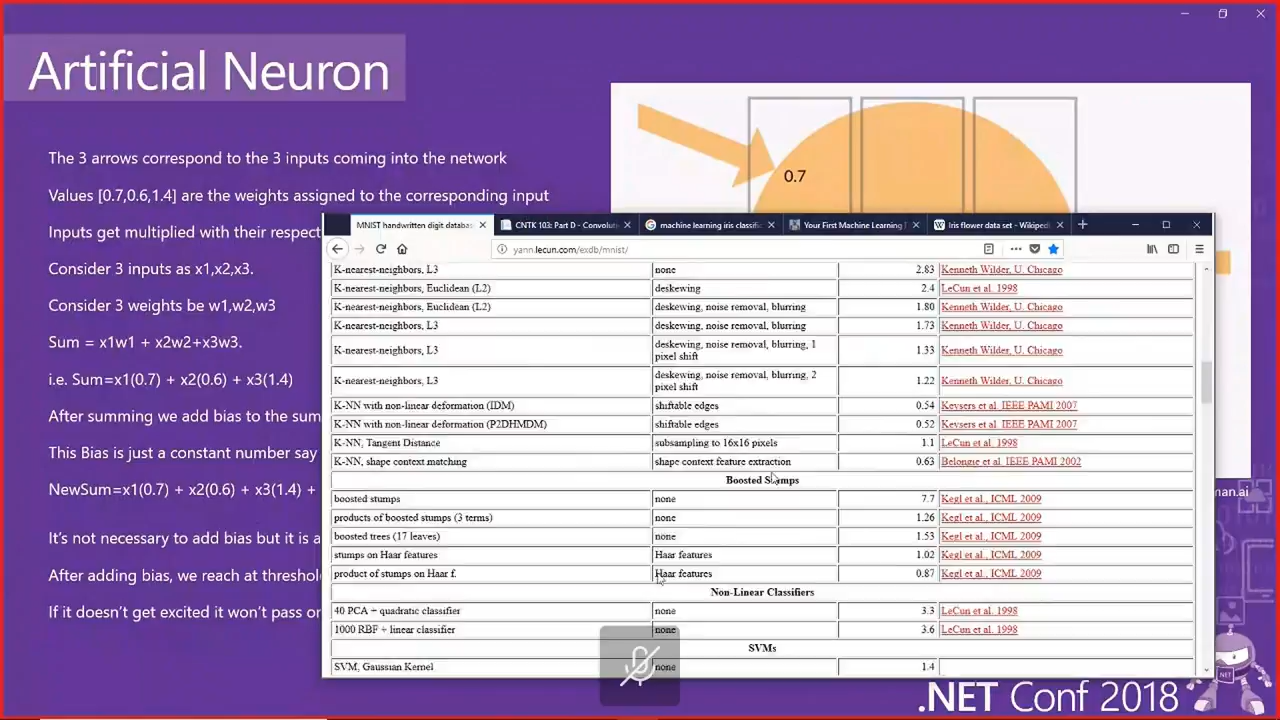 Artificial Neuron
The 3 arrows correspond to the 3 inputs coming into the network
Values [0.7,0.6,1.4] are the weights assigned to the corresponding input
Inputs get multiplied with their respect
Consider 3 inputs as x1,x2,x3.
Consider 3 weights be w1,w2,w3
Sum = x1w1 + x2w2+x3w3.
i.e. Sum=x1(0.7) + x2(0.6) + x3(1.4)
After summing we add bias to the sum
This Bias is just a constant number say
NewSum=x1(0.7) + x2(0.6) + x3(1.4) +
It's not necessary to add bias but it is a
After adding bias, we reach at threshol
If it doesn't get excited it won't pass on
0.7
MNIST handwritten digit databas
CNTK 103: Part D - Convoluti
machine learning iris classific
Your First Machine Learning
Iris flower data set - Wikiped
yann.lecun.com/exdb/mnist/
K-nearest-neighbors, L3 none 2.83 Kenneth Wilder, U. Chicago
K-nearest-neighbors, Euclidean (L2) deskewing 2.4 LeCun et al. 1998
K-nearest-neighbors, Euclidean (L2) deskewing, noise removal, blurring 1.80 Kenneth Wilder, U. Chicago
K-nearest-neighbors, L3 deskewing, noise removal, blurring 1.73 Kenneth Wilder, U. Chicago
K-nearest-neighbors, L3 deskewing, noise removal, blurring, 1 pixel shift 1.33 Kenneth Wilder, U. Chicago
K-nearest-neighbors, L3 deskewing, noise removal, blurring, 2 pixel shift 1.22 Kenneth Wilder, U. Chicago
K-NN with non-linear deformation (IDM) shiftable edges 0.54 Keysers et al. IEEE PAMI 2007
K-NN with non-linear deformation (P2DHMDM) shiftable edges 0.52 Keysers et al. IEEE PAMI 2007
K-NN, Tangent Distance subsampling to 16x16 pixels 1.1 LeCun et al. 1998
K-NN, shape context matching shape context feature extraction 0.63 Belongie et al. IEEE PAMI 2002
Boosted Stumps
boosted stumps none 7.7 Kegl et al., ICML 2009
products of boosted stumps (3 terms) none 1.26 Kegl et al., ICML 2009
boosted trees (17 leaves) none 1.53 Kegl et al., ICML 2009
stumps on Haar features Haar features 1.02 Kegl et al., ICML 2009
product of stumps on Haar f. Haar features 0.87 Kegl et al., ICML 2009
Non-Linear Classifiers
40 PCA + quadratic classifier none 3.3 LeCun et al. 1998
1000 RBF + linear classifier none 3.6 LeCun et al. 1998
SVMs
SVM, Gaussian Kernel none 1.4
man.ai
.NET Conf 2018
NET